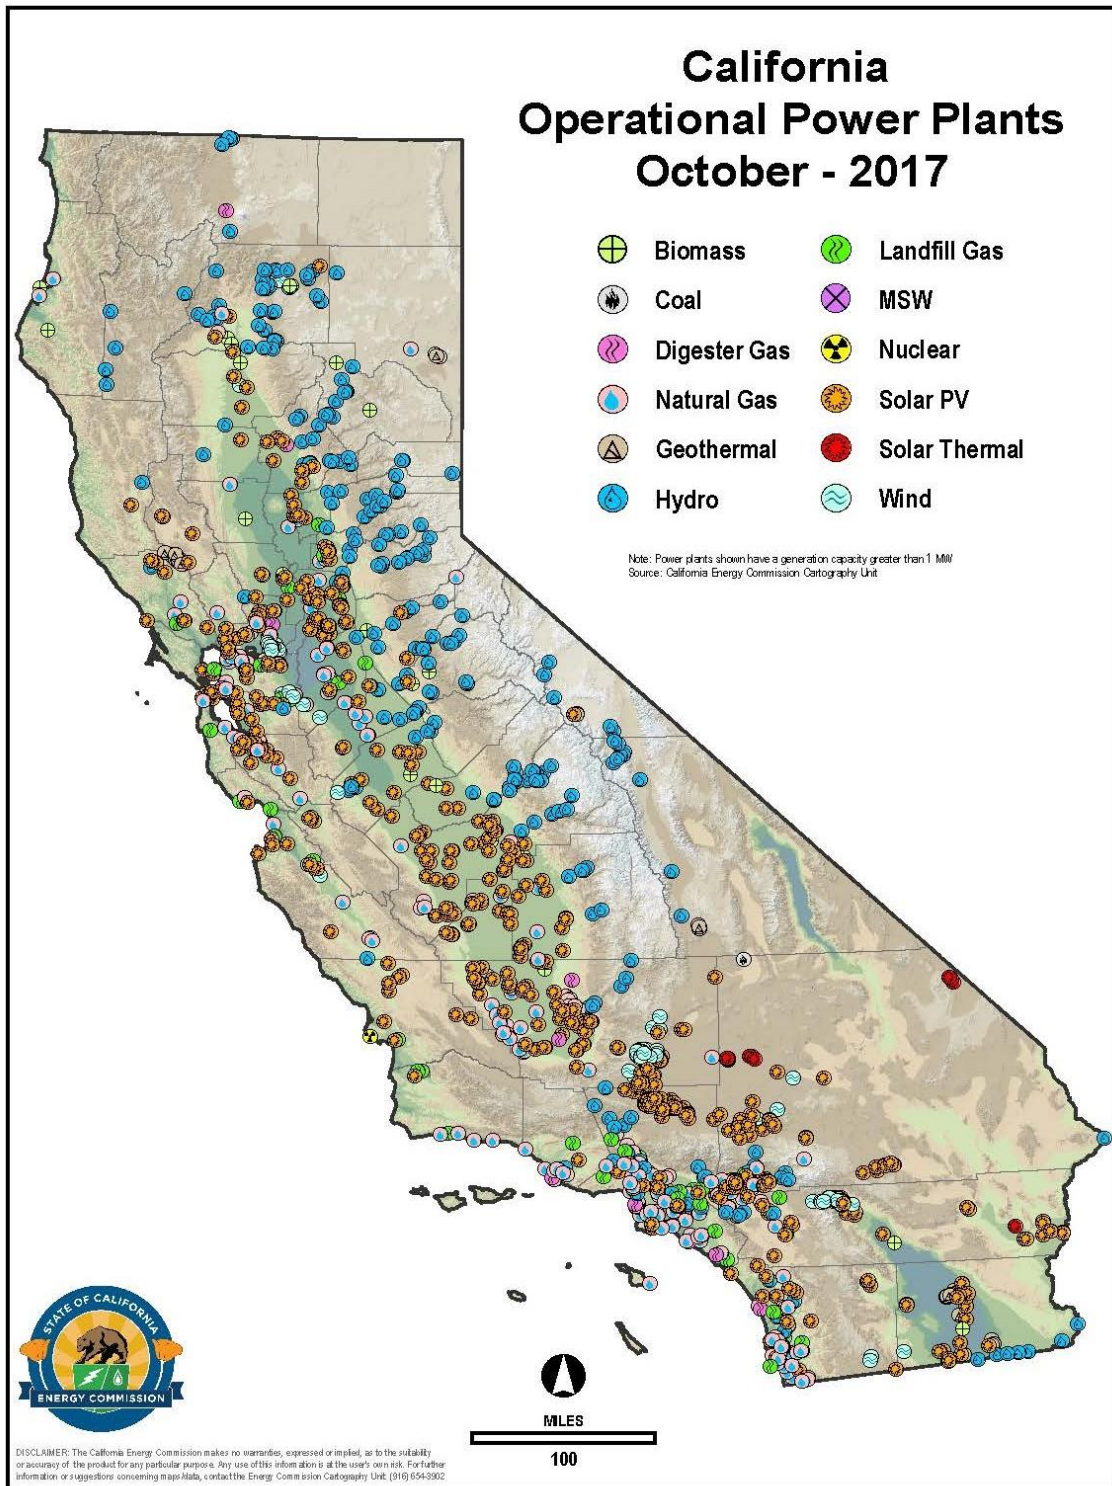 California
Operational Power Plants
October - 2017
Biomass
Coal
Digester Gas
Natural Gas
Geothermal
Hydro
Landfill Gas
MSW
Nuclear
Solar PV
Solar Thermal
Wind
Note: Power plants shown have a generation capacity greater than 1 MW
Source: California Energy Commission Cartography Unit
STATE OF CALIFORNIA
ENERGY COMMISSION
MILES
100
DISCLAIMER: The California Energy Commission makes no warranties, expressed or implied, as to the suitability
or accuracy of the product for any particular purpose. Any use of this information is at the user's own risk. For further
information or suggestions concerning maps/data, contact the Energy Commission Cartography Unit: (916) 654-3902